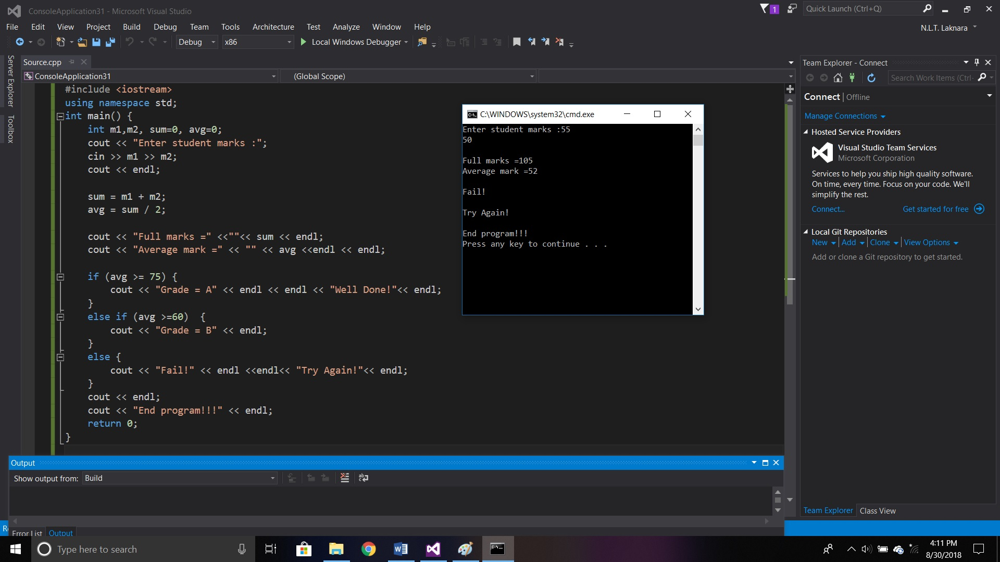 ConsoleApplication31 - Microsoft Visual Studio
1
Quick Launch (Ctrl+Q)
File Edit View Project Build Debug Team Tools Architecture Test Analyze Window Help
N.L.T. Laknara
Debug x86 Local Windows Debugger
Server Explorer
Toolbox
Source.cpp
ConsoleApplication31 (Global Scope)
#include <iostream>
using namespace std;
int main() {
int m1,m2, sum=0, avg=0;
cout << "Enter student marks :";
cin >> m1 >> m2;
cout << endl;
sum = m1 + m2;
avg = sum / 2;
cout << "Full marks =" <<""<< sum << endl;
cout << "Average mark =" << "" << avg <<endl << endl;
if (avg >= 75) {
cout << "Grade = A" << endl << endl << "Well Done!"<< endl;
}
else if (avg >=60)  {
cout << "Grade = B" << endl;
}
else {
cout << "Fail!" << endl <<endl<< "Try Again!"<< endl;
}
cout << endl;
cout << "End program!!!" << endl;
return 0;
}
C:\WINDOWS\system32\cmd.exe
Enter student marks :55
50
Full marks =105
Average mark =52
Fail!
Try Again!
End program!!!
Press any key to continue . . .
Team Explorer - Connect
Search Work Items (Ctrl-
Connect | Offline
Manage Connections
Hosted Service Providers
Visual Studio Team Services
Microsoft Corporation
Services to help you ship high quality software.
On time, every time. Focus on your code. We'll
simplify the rest.
Connect... Get started for free
Local Git Repositories
New | Add | Clone | View Options
Add or clone a Git repository to get started.
Team Explorer Class View
Output
Show output from: Build
Error List Output
Type here to search
4:11 PM
8/30/2018